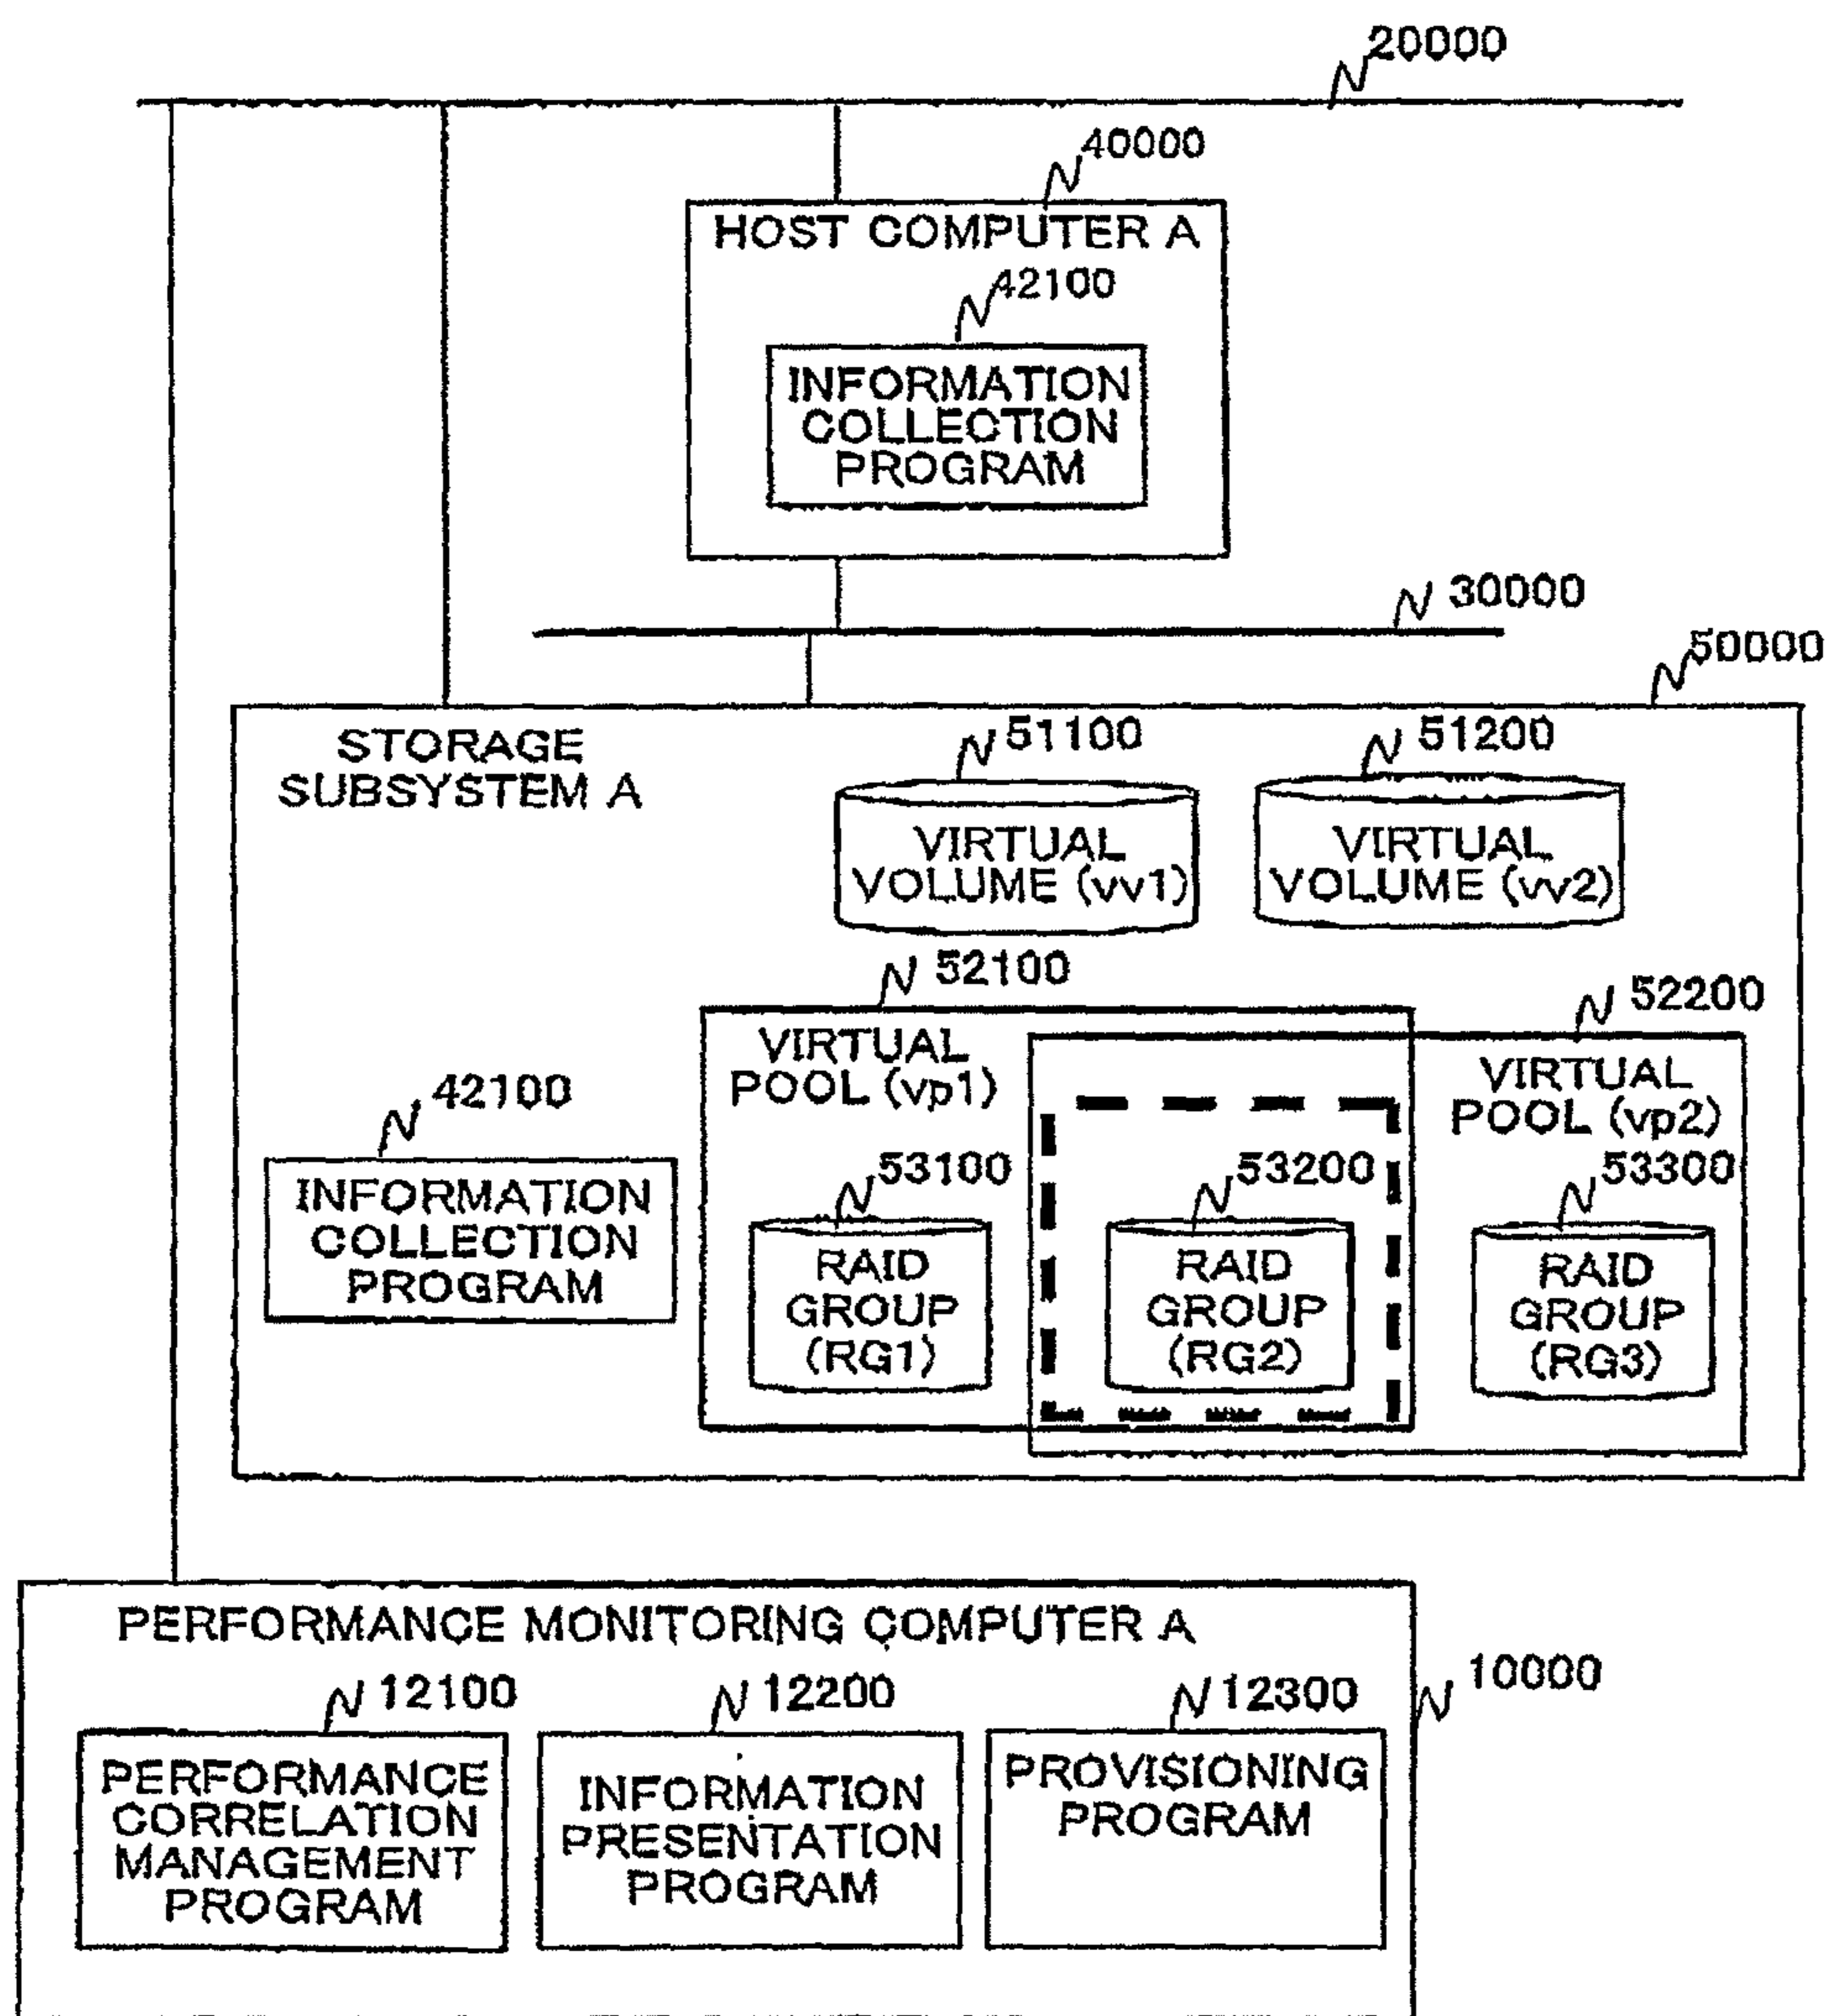 20000
40000
HOST COMPUTER A
42100
INFORMATION
COLLECTION
PROGRAM
30000
50000
STORAGE
SUBSYSTEM A
51100
VIRTUAL
VOLUME (vv1)
51200
VIRTUAL
VOLUME (vv2)
52100
VIRTUAL
POOL (vp1)
52200
VIRTUAL
POOL (vp2)
42100
INFORMATION
COLLECTION
PROGRAM
53100
RAID
GROUP
(RG1)
53200
RAID
GROUP
(RG2)
53300
RAID
GROUP
(RG3)
PERFORMANCE MONITORING COMPUTER A
10000
12100
PERFORMANCE
CORRELATION
MANAGEMENT
PROGRAM
12200
INFORMATION
PRESENTATION
PROGRAM
12300
PROVISIONING
PROGRAM